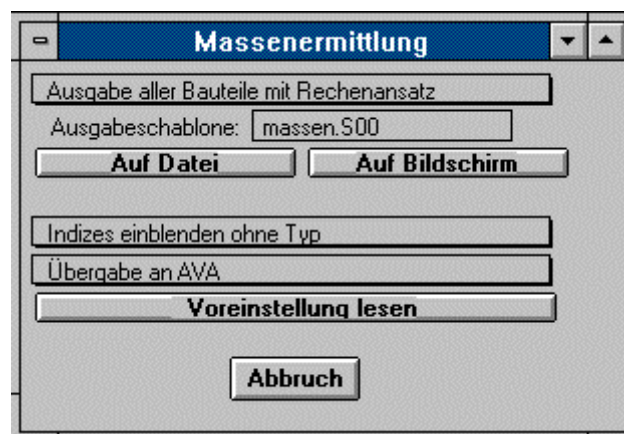 Massenermittlung
Ausgabe aller Bauteile mit Rechenansatz
Ausgabeschablone: massen.S00
Auf Datei Auf Bildschirm
Indizes einblenden ohne Typ
Übergabe an AVA
Voreinstellung lesen
Abbruch